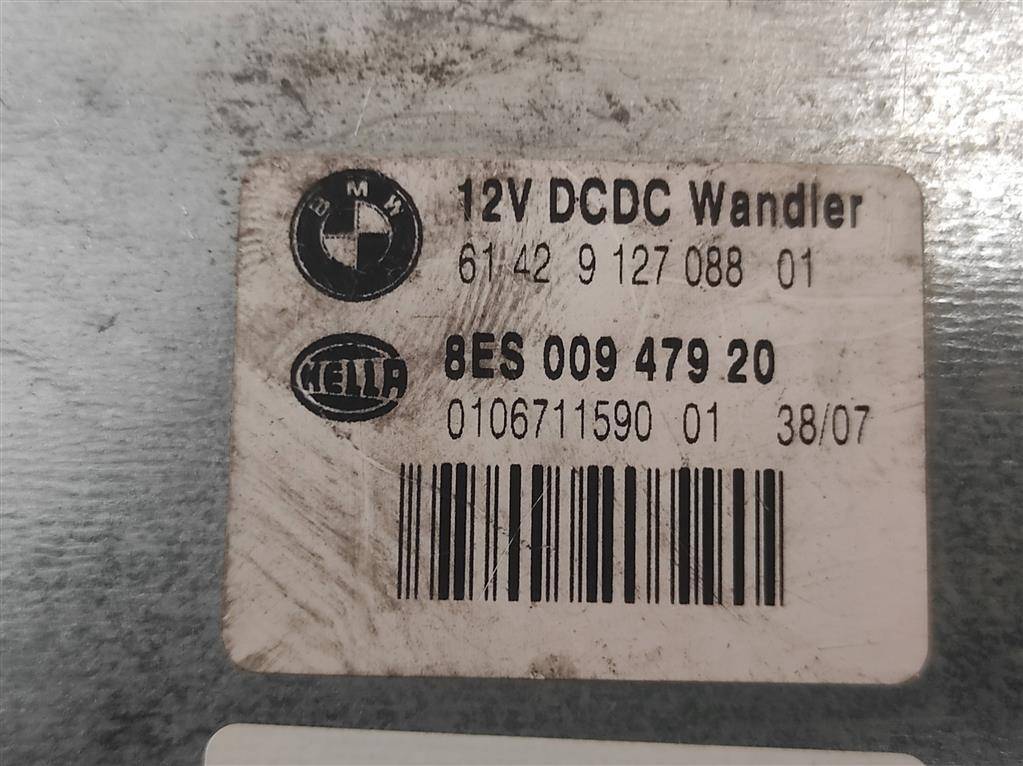 BMW
12V DCDC Wandler
61 42 9 127 088 01
HELLA
8ES 009 479 20
0106711590 01 38/07